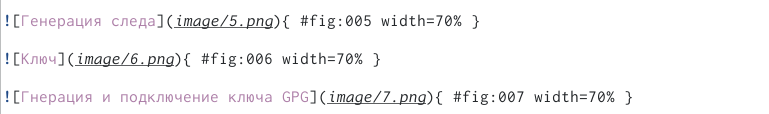 ![Генерация следа](image/5.png){ #fig:005 width=70% }
![Ключ](image/6.png){ #fig:006 width=70% }
![Гнерация и подключение ключа GPG](image/7.png){ #fig:007 width=70% }